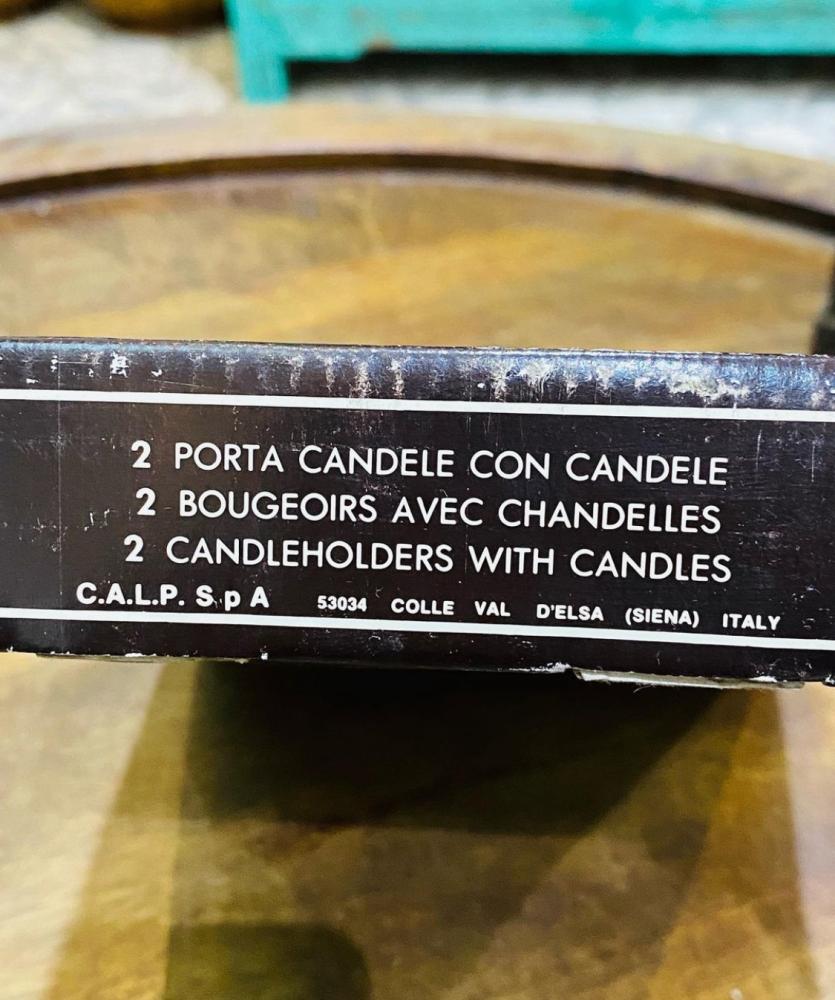 2 PORTA CANDELE CON CANDELE
2 BOUGEOIRS AVEC CHANDELLES
2 CANDLEHOLDERS WITH CANDLES
C.A.L.P. S p A 53034 COLLE VAL D'ELSA (SIENA) ITALY